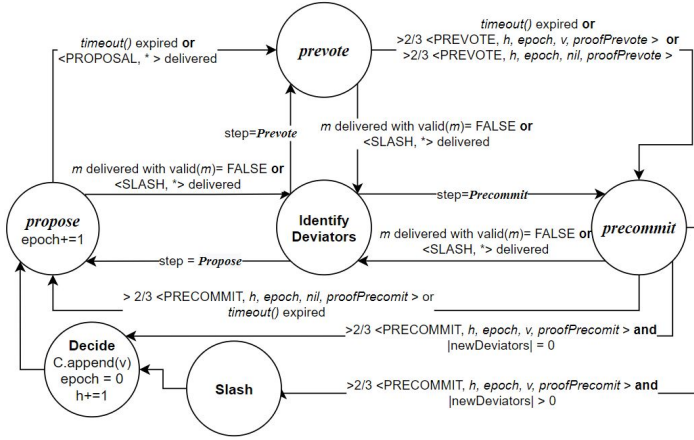 timeout() expired or
<PROPOSAL, * > delivered
prevote
timeout() expired or
>2/3 <PREVOTE, h, epoch, v, proofPrevote > or
>2/3 <PREVOTE, h, epoch, nil, proofPrevote >
step=Prevote
m delivered with valid(m)= FALSE or
<SLASH, *> delivered
m delivered with valid(m)= FALSE or
<SLASH, *> delivered
step=Precommit
propose
epoch+=1
Identify
Deviators
precommit
m delivered with valid(m)= FALSE or
<SLASH, *> delivered
step = Propose
> 2/3 <PRECOMMIT, h, epoch, nil, proofPrecomit > or
timeout() expired
>2/3 <PRECOMMIT, h, epoch, v, proofPrecomit > and
|newDeviators| = 0
Decide
C.append(v)
epoch = 0
h+=1
Slash
>2/3 <PRECOMMIT, h, epoch, v, proofPrecomit > and
|newDeviators| > 0